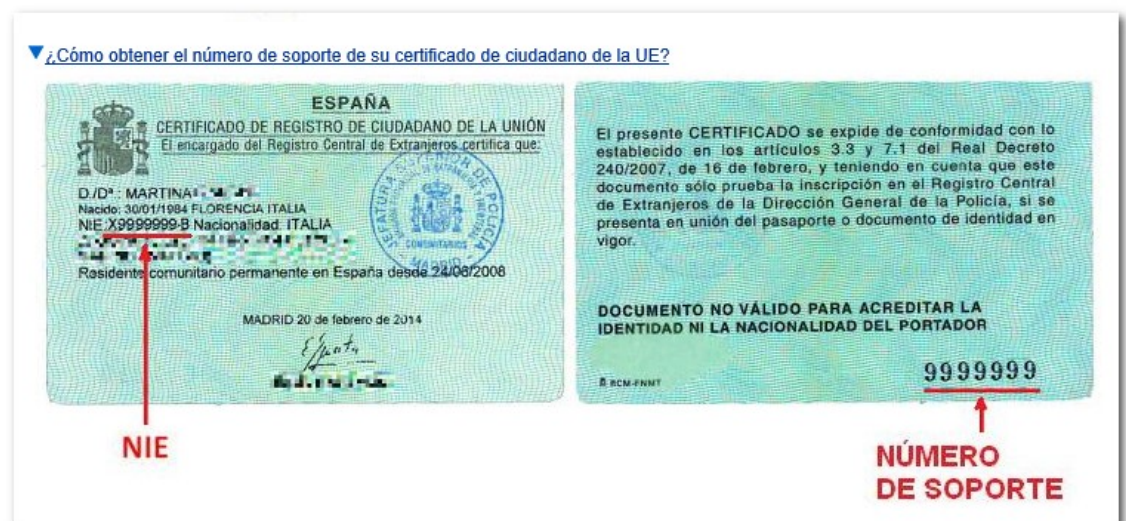 ¿Cómo obtener el número de soporte de su certificado de ciudadano de la UE?
ESPAÑA
CERTIFICADO DE REGISTRO DE CIUDADANO DE LA UNIÓN
El encargado del Registro Central de Extranjeros certifica que:
D./Dª.: MARTINA
Nacido: 30/01/1984 FLORENCIA ITALIA
NIE:X9999999-B Nacionalidad: ITALIA
Residente comunitario permanente en España desde 24/06/2008
JEFATURA SUPERIOR DE POLICÍA
COMUNITARIOS
MADRID
MADRID 20 de febrero de 2014
NIE
El presente CERTIFICADO se expide de conformidad con lo
establecido en los artículos 3.3 y 7.1 del Real Decreto
240/2007, de 16 de febrero, y teniendo en cuenta que este
documento sólo prueba la inscripción en el Registro Central
de Extranjeros de la Dirección General de la Policía, si se
presenta en unión del pasaporte o documento de identidad en
vigor.
DOCUMENTO NO VÁLIDO PARA ACREDITAR LA
IDENTIDAD NI LA NACIONALIDAD DEL PORTADOR
BCM-FNMT
9999999
NÚMERO
DE SOPORTE